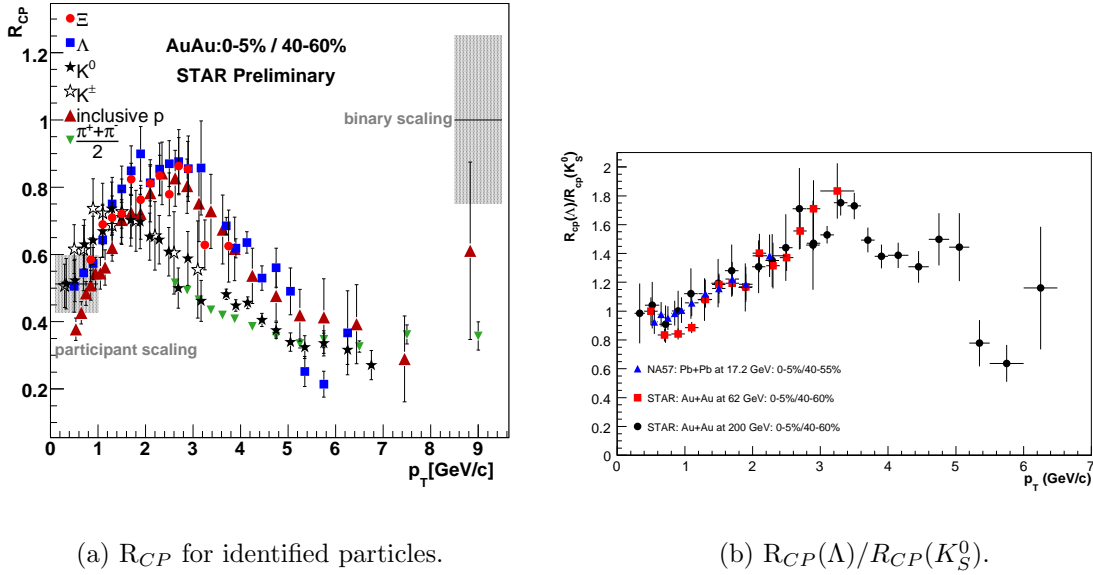 R_CP
Ξ
Λ
K⁰
K±
inclusive p
π⁺+π⁻
2
AuAu:0-5% / 40-60%
STAR Preliminary
binary scaling
participant scaling
1.2
1
0.8
0.6
0.4
0.2
0 1 2 3 4 5 6 7 8 9
p_T[GeV/c]
(a) R_CP for identified particles.
R_cp(Λ)/R_cp(K⁰_S)
2
1.8
1.6
1.4
1.2
1
0.8
0.6
0.4
0.2
0
NA57: Pb+Pb at 17.2 GeV: 0-5%/40-55%
STAR: Au+Au at 62 GeV: 0-5%/40-60%
STAR: Au+Au at 200 GeV: 0-5%/40-60%
0 1 2 3 4 5 6 7
p_T (GeV/c)
(b) R_CP(Λ)/R_CP(K⁰_S).